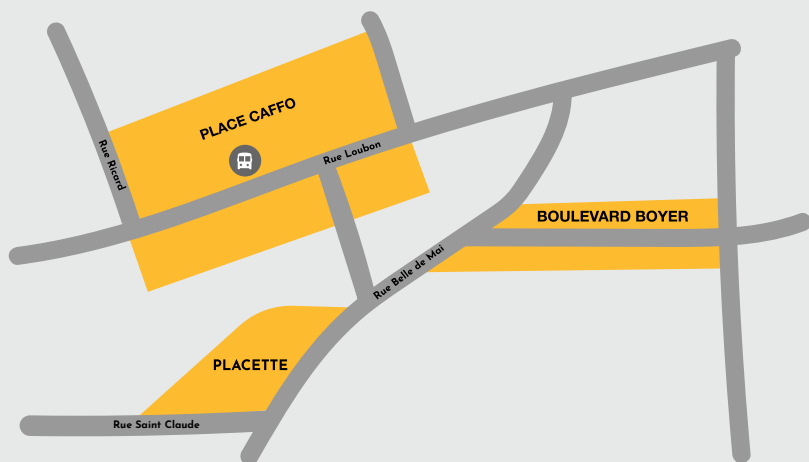 PLACE CAFFO
Rue Ricard
Rue Loubon
BOULEVARD BOYER
Rue Belle de Mai
PLACETTE
Rue Saint Claude